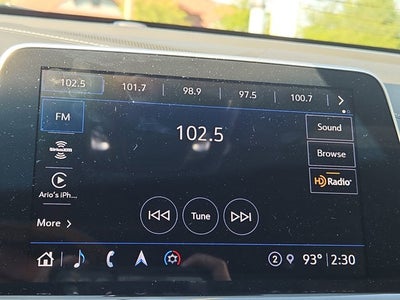 102.5 101.7 98.9 97.5 100.7
FM
102.5
Sound
SiriusXM
Browse
HD Radio
Ario's iPh...
Tune
More
2 93° 2:30